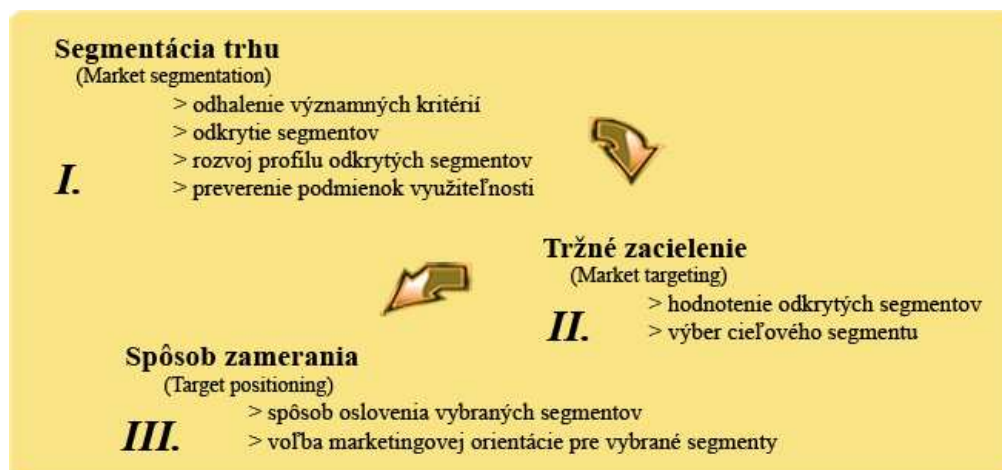 Segmentácia trhu
(Market segmentation)
> odhalenie významných kritérií
> odkrytie segmentov
> rozvoj profilu odkrytých segmentov
I.
> preverenie podmienok využiteľnosti
Tržné zacielenie
(Market targeting)
> hodnotenie odkrytých segmentov
II.
> výber cieľového segmentu
Spôsob zamerania
(Target positioning)
> spôsob oslovenia vybraných segmentov
III.
> voľba marketingovej orientácie pre vybrané segmenty